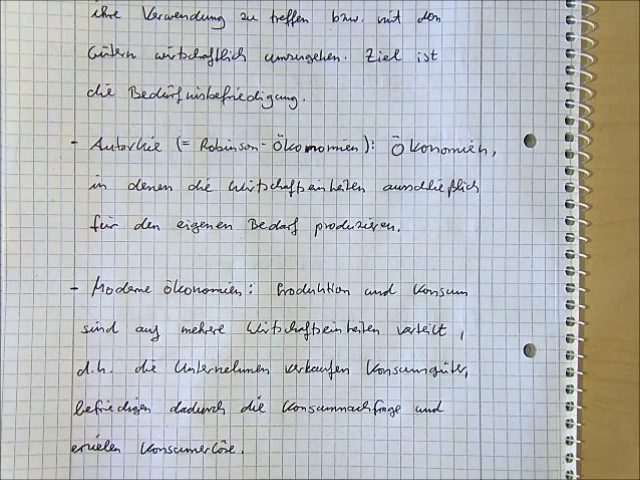 ihre Verwendung zu treffen bzw. mit den
Gütern wirtschaftlich umzugehen. Ziel ist
die Bedürfnisbefriedigung.
- Autarkie (= Robinson-Ökonomien): Ökonomien,
in denen die Wirtschaftseinheiten ausschließlich
für den eigenen Bedarf produzieren.
- Moderne Ökonomien: Produktion und Konsum
sind auf mehrere Wirtschaftseinheiten verteilt,
d.h. die Unternehmen verkaufen Konsumgüter,
befriedigen dadurch die Konsumnachfrage und
erzielen Konsumerlöse.